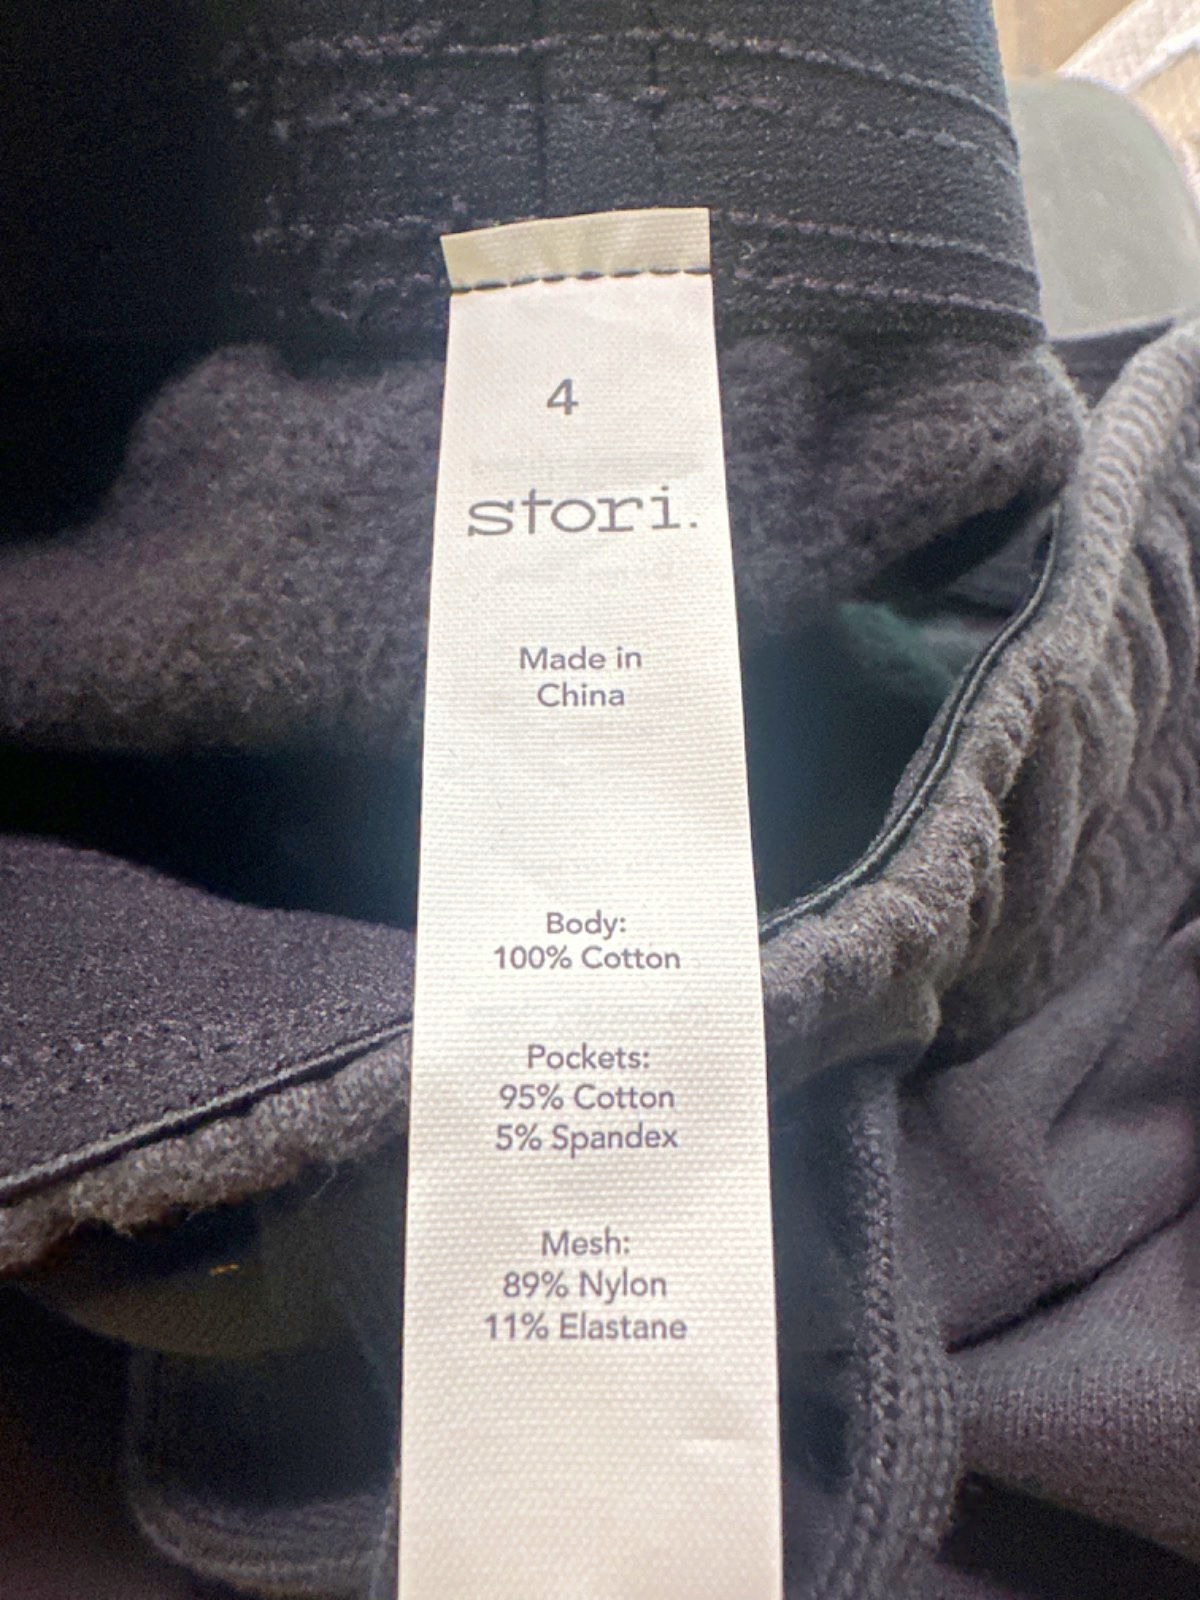 4
stori.
Made in
China
Body:
100% Cotton
Pockets:
95% Cotton
5% Spandex
Mesh:
89% Nylon
11% Elastane